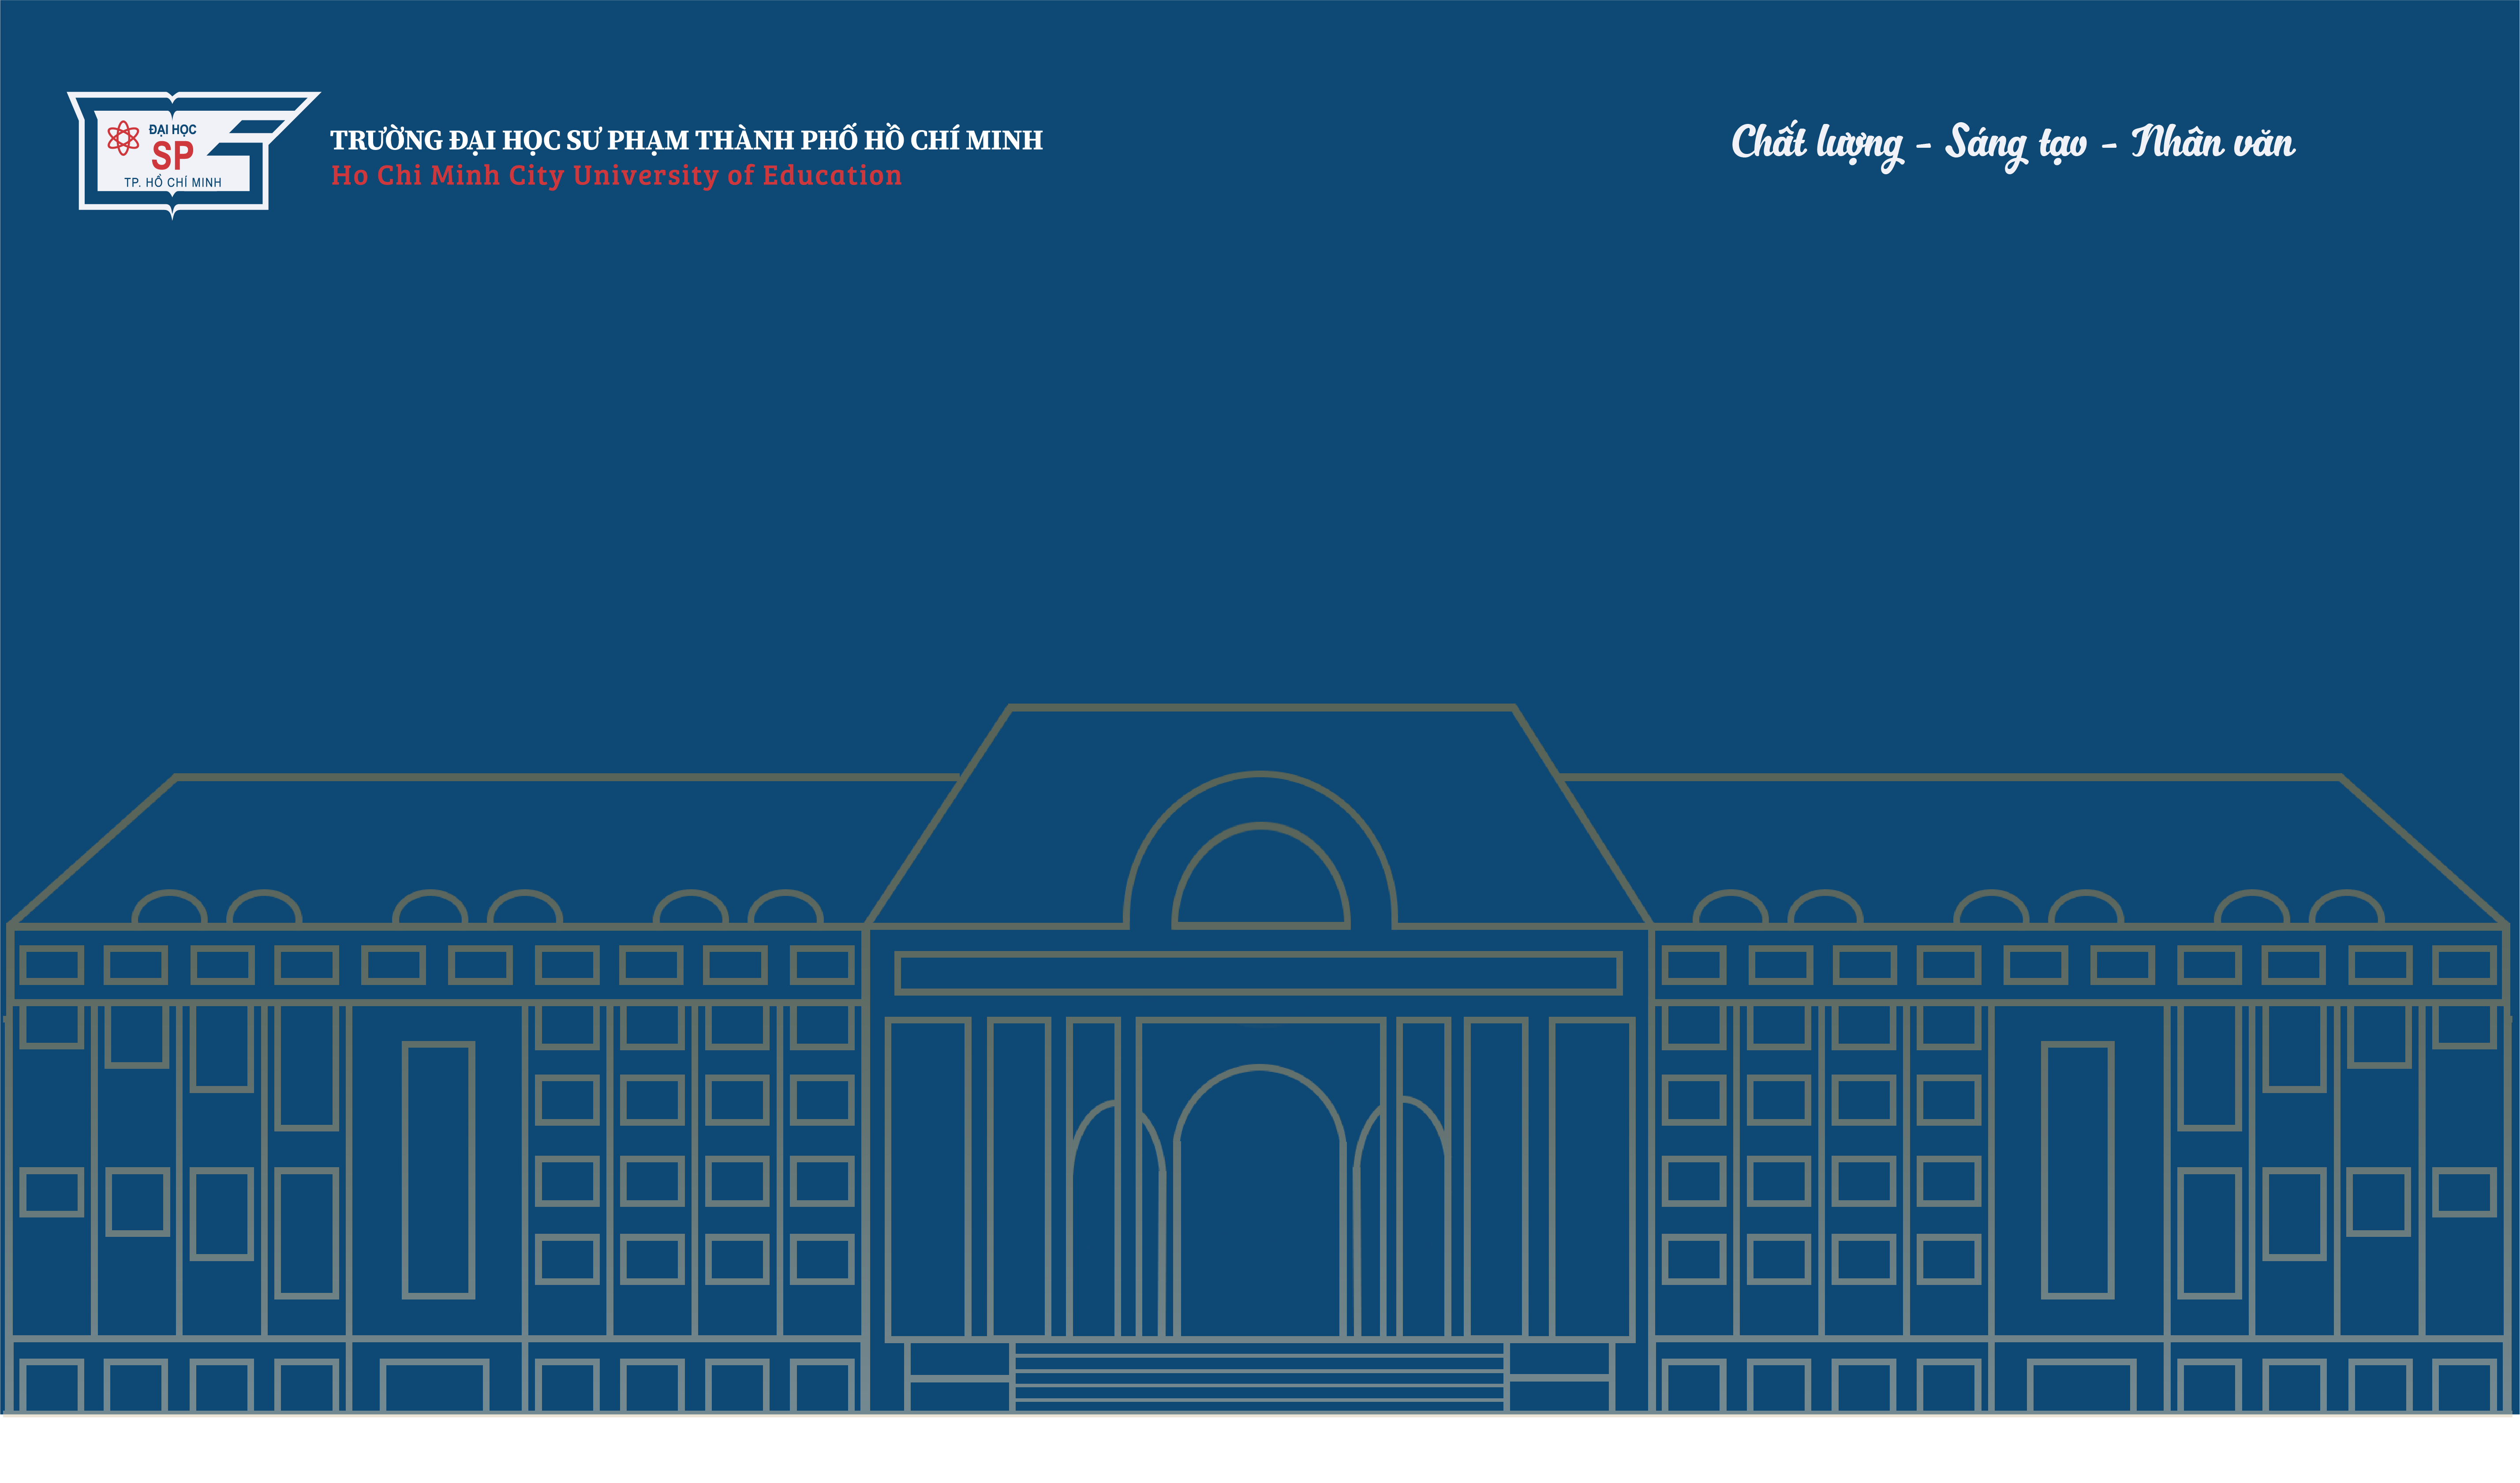 ĐẠI HỌC
SP
TP. HỒ CHÍ MINH
TRƯỜNG ĐẠI HỌC SƯ PHẠM THÀNH PHỐ HỒ CHÍ MINH
Ho Chi Minh City University of Education
Chất lượng - Sáng tạo - Nhân văn